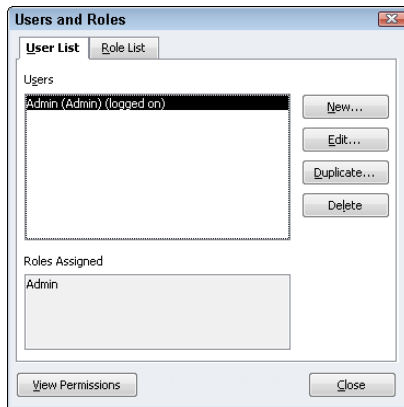 Users and Roles
User List
Role List
Users
Admin (Admin) (logged on)
New...
Edit...
Duplicate...
Delete
Roles Assigned
Admin
View Permissions
Close